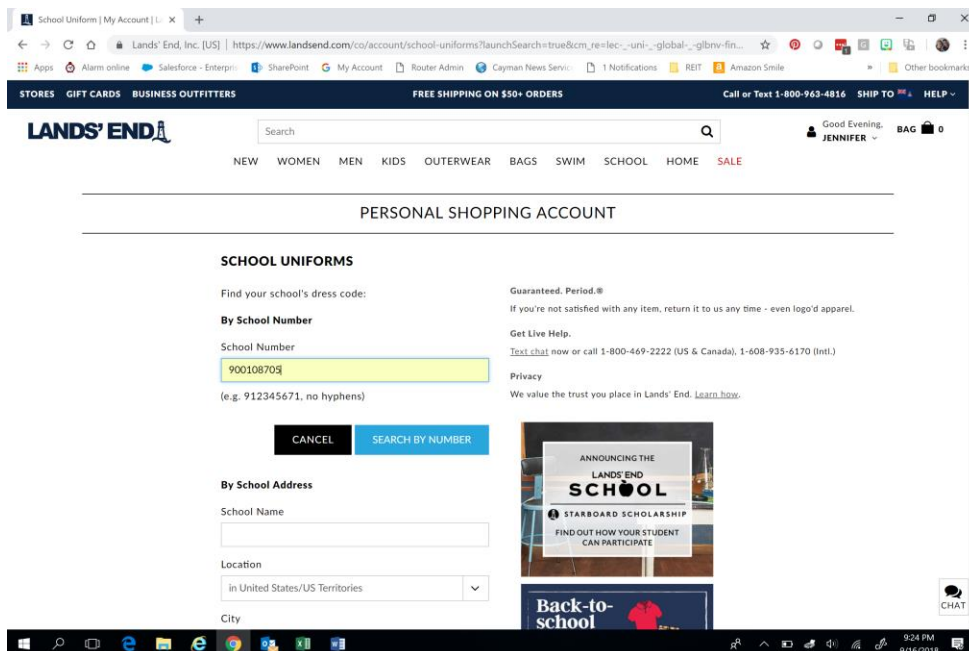 School Uniform | My Account | L
Lands' End, Inc. [US] | https://www.landsend.com/co/account/school-uniforms?launchSearch=true&cm_re=lec-_-uni-_-global-_-glbnv-fin...
Apps Alarm online Salesforce - Enterpri SharePoint My Account Router Admin Cayman News Servic 1 Notifications REIT Amazon Smile » Other bookmarks
STORES GIFT CARDS BUSINESS OUTFITTERS FREE SHIPPING ON $50+ ORDERS Call or Text 1-800-963-4816 SHIP TO HELP
LANDS' END Search Good Evening, JENNIFER BAG 0
NEW WOMEN MEN KIDS OUTERWEAR BAGS SWIM SCHOOL HOME SALE
PERSONAL SHOPPING ACCOUNT
SCHOOL UNIFORMS
Find your school's dress code:
By School Number
School Number
900108705
(e.g. 912345671, no hyphens)
CANCEL SEARCH BY NUMBER
By School Address
School Name
Location
in United States/US Territories
City
Guaranteed. Period.®
If you're not satisfied with any item, return it to us any time - even logo'd apparel.
Get Live Help.
Text chat now or call 1-800-469-2222 (US & Canada), 1-608-935-6170 (Intl.)
Privacy
We value the trust you place in Lands' End. Learn how.
ANNOUNCING THE
LANDS' END
SCHOOL
STARBOARD SCHOLARSHIP
FIND OUT HOW YOUR STUDENT
CAN PARTICIPATE
Back-to-
school
CHAT
9:24 PM
9/16/2018